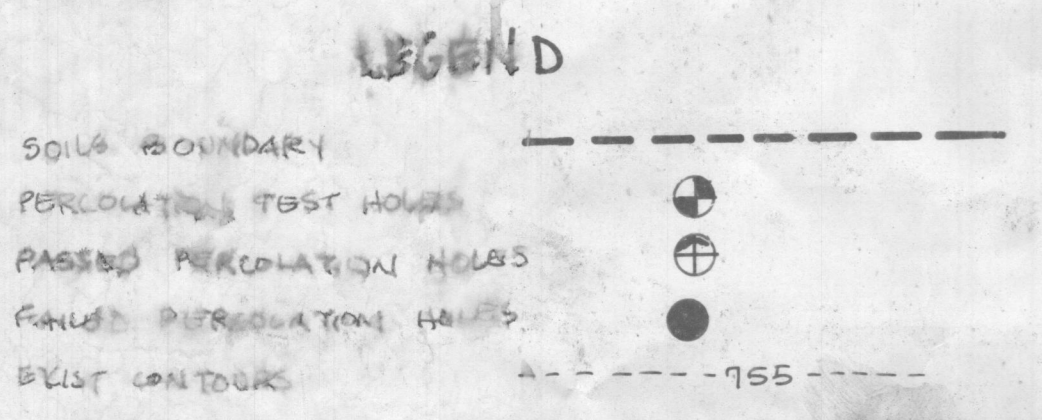 LEGEND
SOILS BOUNDARY
PERCOLATION TEST HOLES
PASSED PERCOLATION HOLES
FAILED PERCOLATION HOLES
EXIST CONTOURS 755